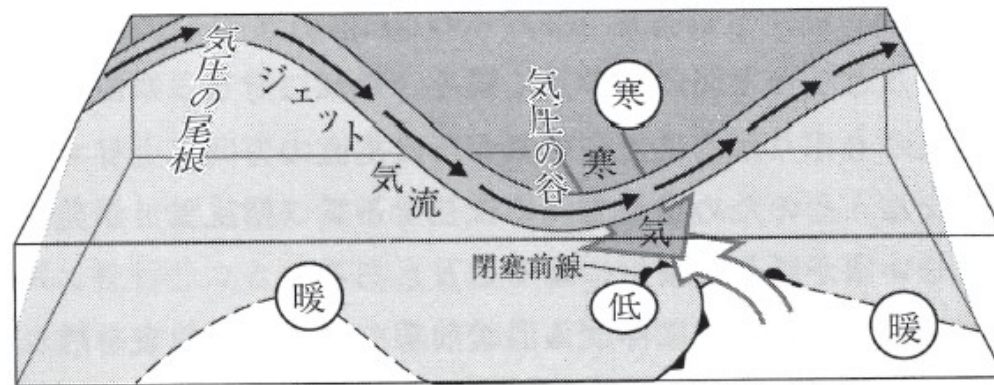 気圧の尾根
ジェット気流
気圧の谷
寒
寒気
閉塞前線
低
暖
暖